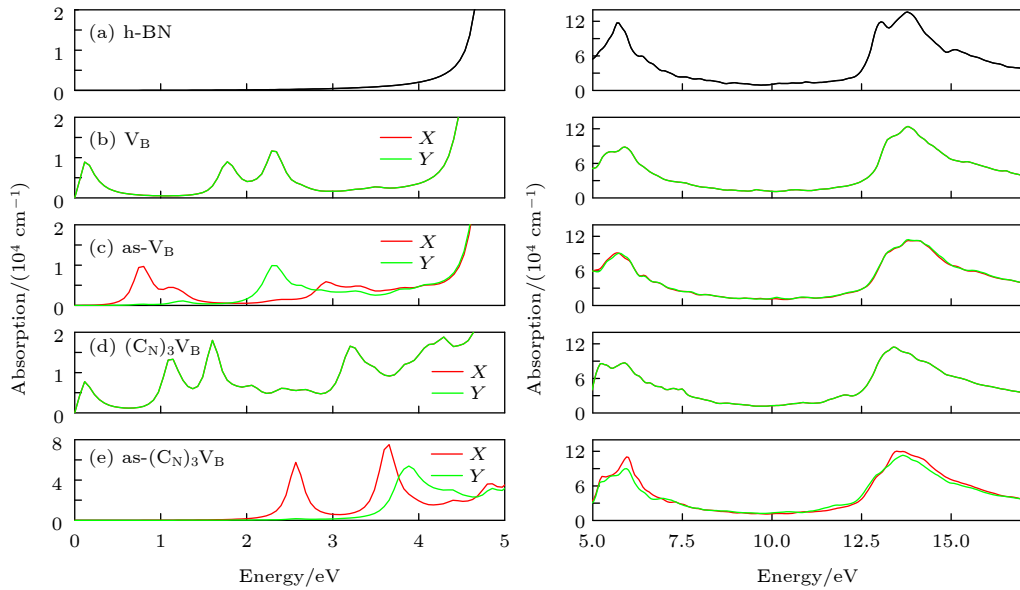 2
1
0
(a) h-BN
12
6
0
2
1
0
(b) V_B
X
Y
12
6
0
2
1
0
(c) as-V_B
X
Y
12
6
0
2
1
0
(d) (C_N)_3V_B
X
Y
12
6
0
8
4
0
(e) as-(C_N)_3V_B
X
Y
12
6
0
Absorption/(10^4 cm^-1)
Absorption/(10^4 cm^-1)
0 1 2 3 4 5
5.0 7.5 10.0 12.5 15.0
Energy/eV
Energy/eV